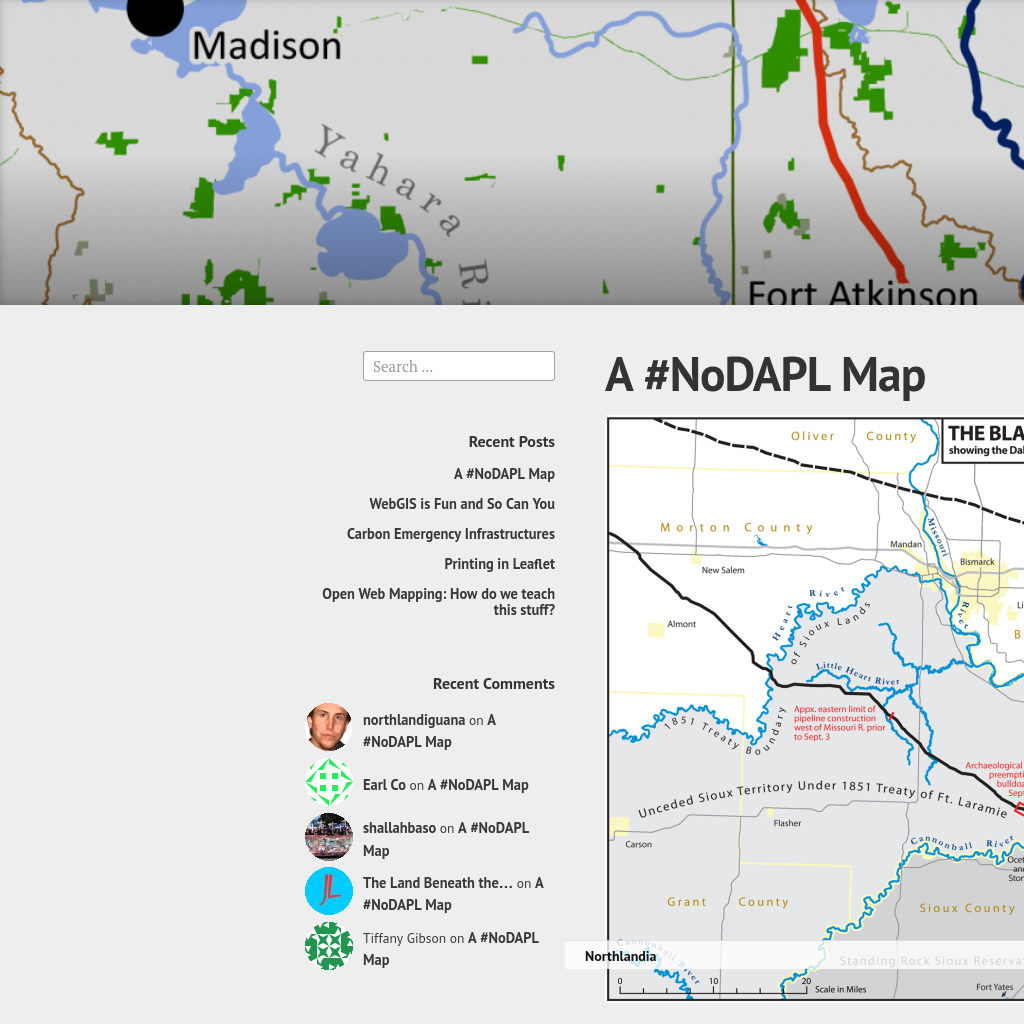 Madison
Yahara
Ri
Fort Atkinson
Search ...
Recent Posts
A #NoDAPL Map
WebGIS is Fun and So Can You
Carbon Emergency Infrastructures
Printing in Leaflet
Open Web Mapping: How do we teach
this stuff?
Recent Comments
northlandiguana on A
#NoDAPL Map
Earl Co on A #NoDAPL Map
shallahbaso on A #NoDAPL
Map
The Land Beneath the… on A
#NoDAPL Map
JL
Tiffany Gibson on A #NoDAPL
Map
A #NoDAPL Map
THE BLA
showing the Dal
Oliver County
Morton County
Missouri
River
Mandan
Bismarck
New Salem
Li
B
Almont
Heart River
of Sioux Lands
Little Heart River
1851 Treaty Boundary
Appx. eastern limit of
pipeline construction
west of Missouri R. prior
to Sept. 3
Archaeological
preempti
bulldoz
Sept
Unceded Sioux Territory Under 1851 Treaty of Ft. Laramie
Flasher
Carson
Cannonball River
Ocet
and
Ston
Grant County
Sioux County
Cannonball River
Northlandia
Standing Rock Sioux Reserva
0 10 20
Scale in Miles
Fort Yates